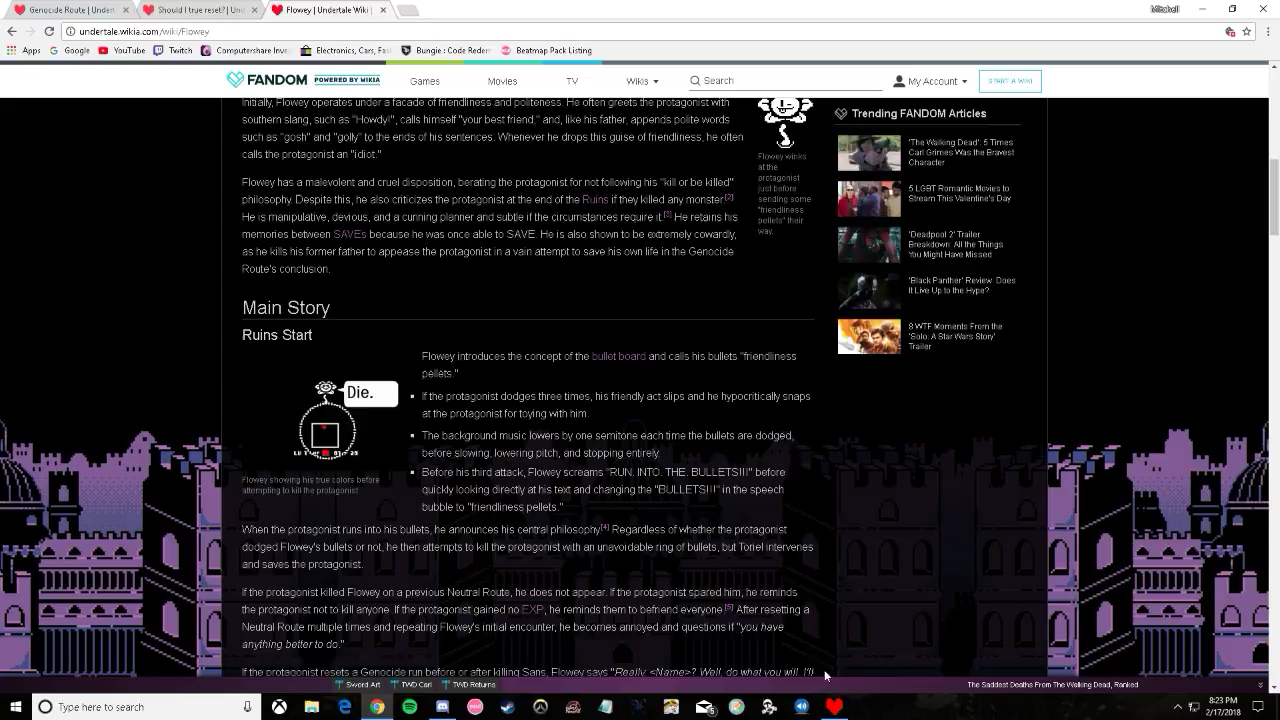 Genocide Route | Undert
Should I true reset? | Und
Flowey | Undertale Wiki |
Mitchell
undertale.wikia.com/wiki/Flowey
Apps
Google
YouTube
Twitch
Computershare Inves
Electronics, Cars, Fas
Bungie : Code Redem
Beatmap Pack Listing
FANDOM POWERED BY WIKIA
Games
Movies
TV
Wikis
Search
My Account
START A WIKI
Initially, Flowey operates under a facade of friendliness and politeness. He often greets the protagonist with
southern slang, such as "Howdy!", calls himself "your best friend," and, like his father, appends polite words
such as "gosh" and "golly" to the ends of his sentences. Whenever he drops this guise of friendliness, he often
calls the protagonist an "idiot."
Flowey winks
at the
protagonist
just before
sending some
"friendliness
pellets" their
way.
Flowey has a malevolent and cruel disposition, berating the protagonist for not following his "kill or be killed"
philosophy. Despite this, he also criticizes the protagonist at the end of the Ruins if they killed any monster.[2]
He is manipulative, devious, and a cunning planner and subtle if the circumstances require it.[3] He retains his
memories between SAVEs because he was once able to SAVE. He is also shown to be extremely cowardly,
as he kills his former father to appease the protagonist in a vain attempt to save his own life in the Genocide
Route's conclusion.
Main Story
Ruins Start
Die.
Flowey showing his true colors before
attempting to kill the protagonist.
Flowey introduces the concept of the bullet board and calls his bullets "friendliness
pellets."
If the protagonist dodges three times, his friendly act slips and he hypocritically snaps
at the protagonist for toying with him.
The background music lowers by one semitone each time the bullets are dodged,
before slowing, lowering pitch, and stopping entirely.
Before his third attack, Flowey screams "RUN. INTO. THE. BULLETS!!!" before
quickly looking directly at his text and changing the "BULLETS!!!" in the speech
bubble to "friendliness pellets."
When the protagonist runs into his bullets, he announces his central philosophy.[4] Regardless of whether the protagonist
dodged Flowey's bullets or not, he then attempts to kill the protagonist with an unavoidable ring of bullets, but Toriel intervenes
and saves the protagonist.
If the protagonist killed Flowey on a previous Neutral Route, he does not appear. If the protagonist spared him, he reminds
the protagonist not to kill anyone. If the protagonist gained no EXP, he reminds them to befriend everyone.[5] After resetting a
Neutral Route multiple times and repeating Flowey's initial encounter, he becomes annoyed and questions if "you have
anything better to do."
If the protagonist resets a Genocide run before or after killing Sans, Flowey says "Really, <Name>? Well, do what you will. I'll
Trending FANDOM Articles
'The Walking Dead': 5 Times
Carl Grimes Was the Bravest
Character
5 LGBT Romantic Movies to
Stream This Valentine's Day
'Deadpool 2' Trailer
Breakdown: All the Things
You Might Have Missed
'Black Panther' Review: Does
It Live Up to the Hype?
8 WTF Moments From the
'Solo: A Star Wars Story'
Trailer
Sword Art
TWD Carl
TWD Returns
The Saddest Deaths From The Walking Dead, Ranked
Type here to search
8:23 PM
2/17/2018